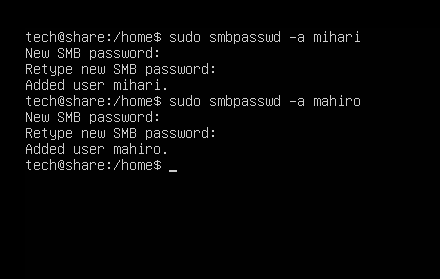 tech@share:/home$ sudo smbpasswd -a mihari
New SMB password:
Retype new SMB password:
Added user mihari.
tech@share:/home$ sudo smbpasswd -a mahiro
New SMB password:
Retype new SMB password:
Added user mahiro.
tech@share:/home$ _